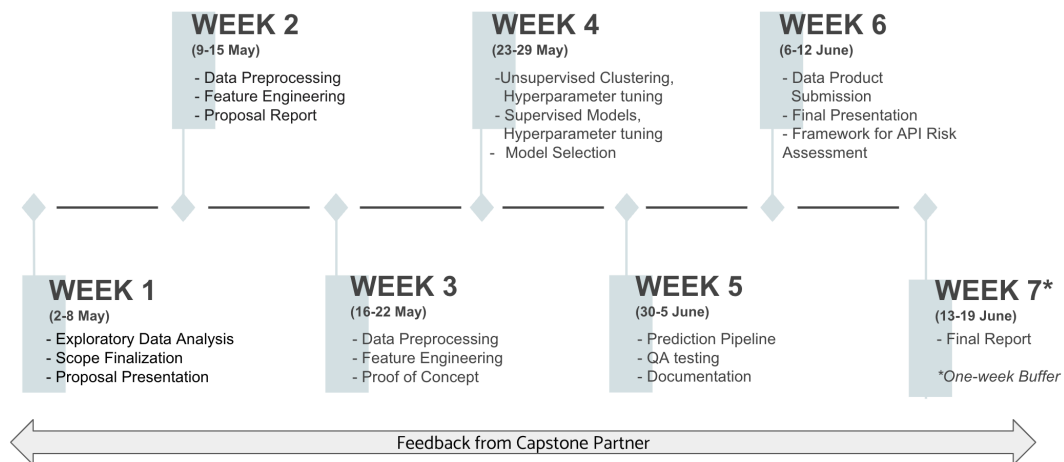 WEEK 2
(9-15 May)
- Data Preprocessing
- Feature Engineering
- Proposal Report
WEEK 4
(23-29 May)
-Unsupervised Clustering,
Hyperparameter tuning
- Supervised Models,
Hyperparameter tuning
- Model Selection
WEEK 6
(6-12 June)
- Data Product
Submission
- Final Presentation
- Framework for API Risk
Assessment
WEEK 1
(2-8 May)
- Exploratory Data Analysis
- Scope Finalization
- Proposal Presentation
WEEK 3
(16-22 May)
- Data Preprocessing
- Feature Engineering
- Proof of Concept
WEEK 5
(30-5 June)
- Prediction Pipeline
- QA testing
- Documentation
WEEK 7*
(13-19 June)
- Final Report
*One-week Buffer
Feedback from Capstone Partner